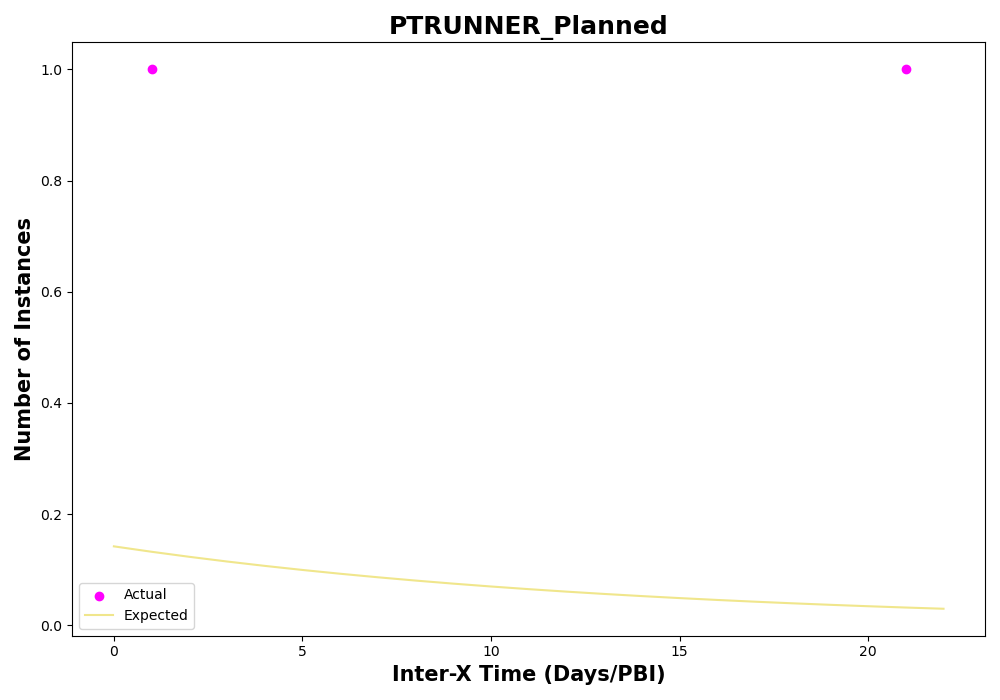 PTRUNNER_Planned
Number of Instances
1.0
0.8
0.6
0.4
0.2
0.0
Actual
Expected
0 5 10 15 20
Inter-X Time (Days/PBI)